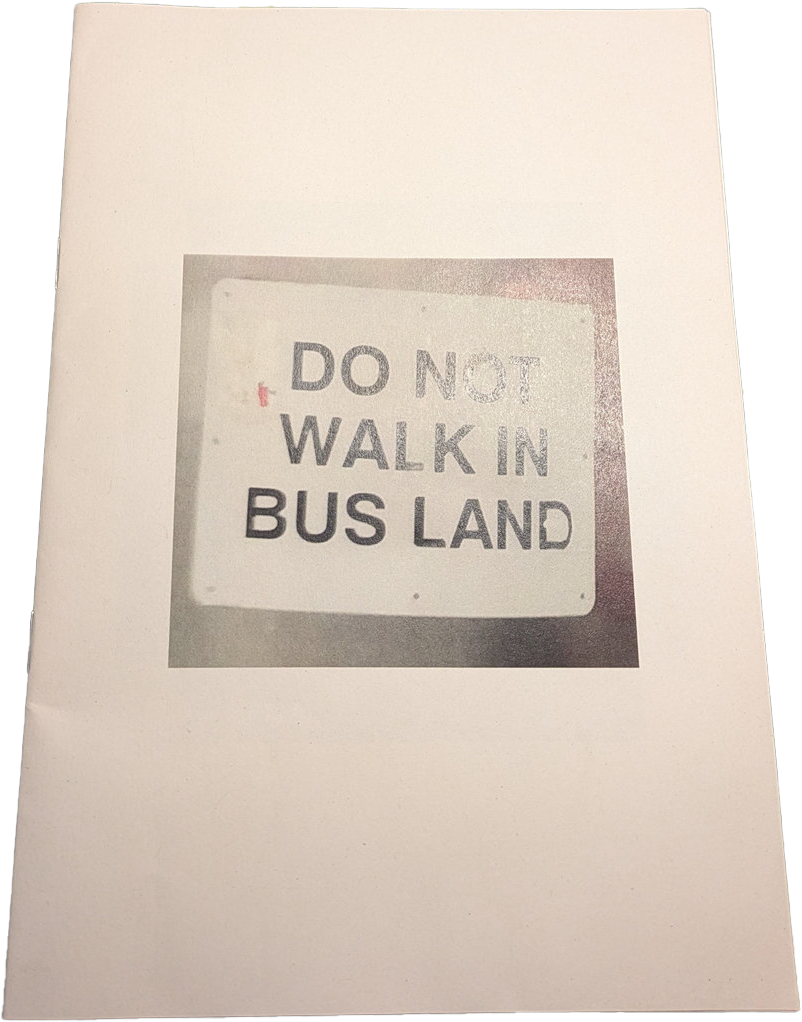 DO NOT
WALK IN
BUS LAND